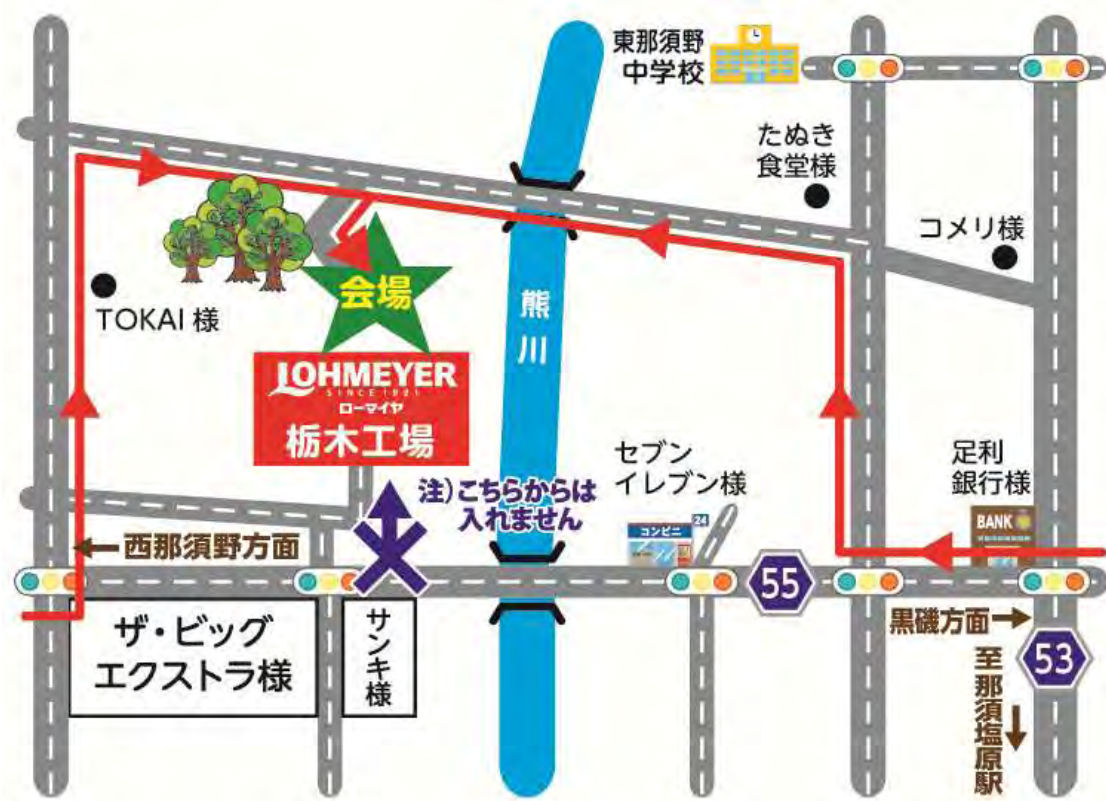 東那須野
中学校
たぬき
食堂様
コメリ様
TOKAI 様
会場
熊川
LOHMEYER
SINCE 1921
ローマイヤ
栃木工場
注)こちらからは
入れません
セブン
イレブン様
コンビニ
24
足利
銀行様
BANK
←西那須野方面
55
黒磯方面→
53
至那須塩原駅→
ザ・ビッグ
エクストラ様
サンキ様